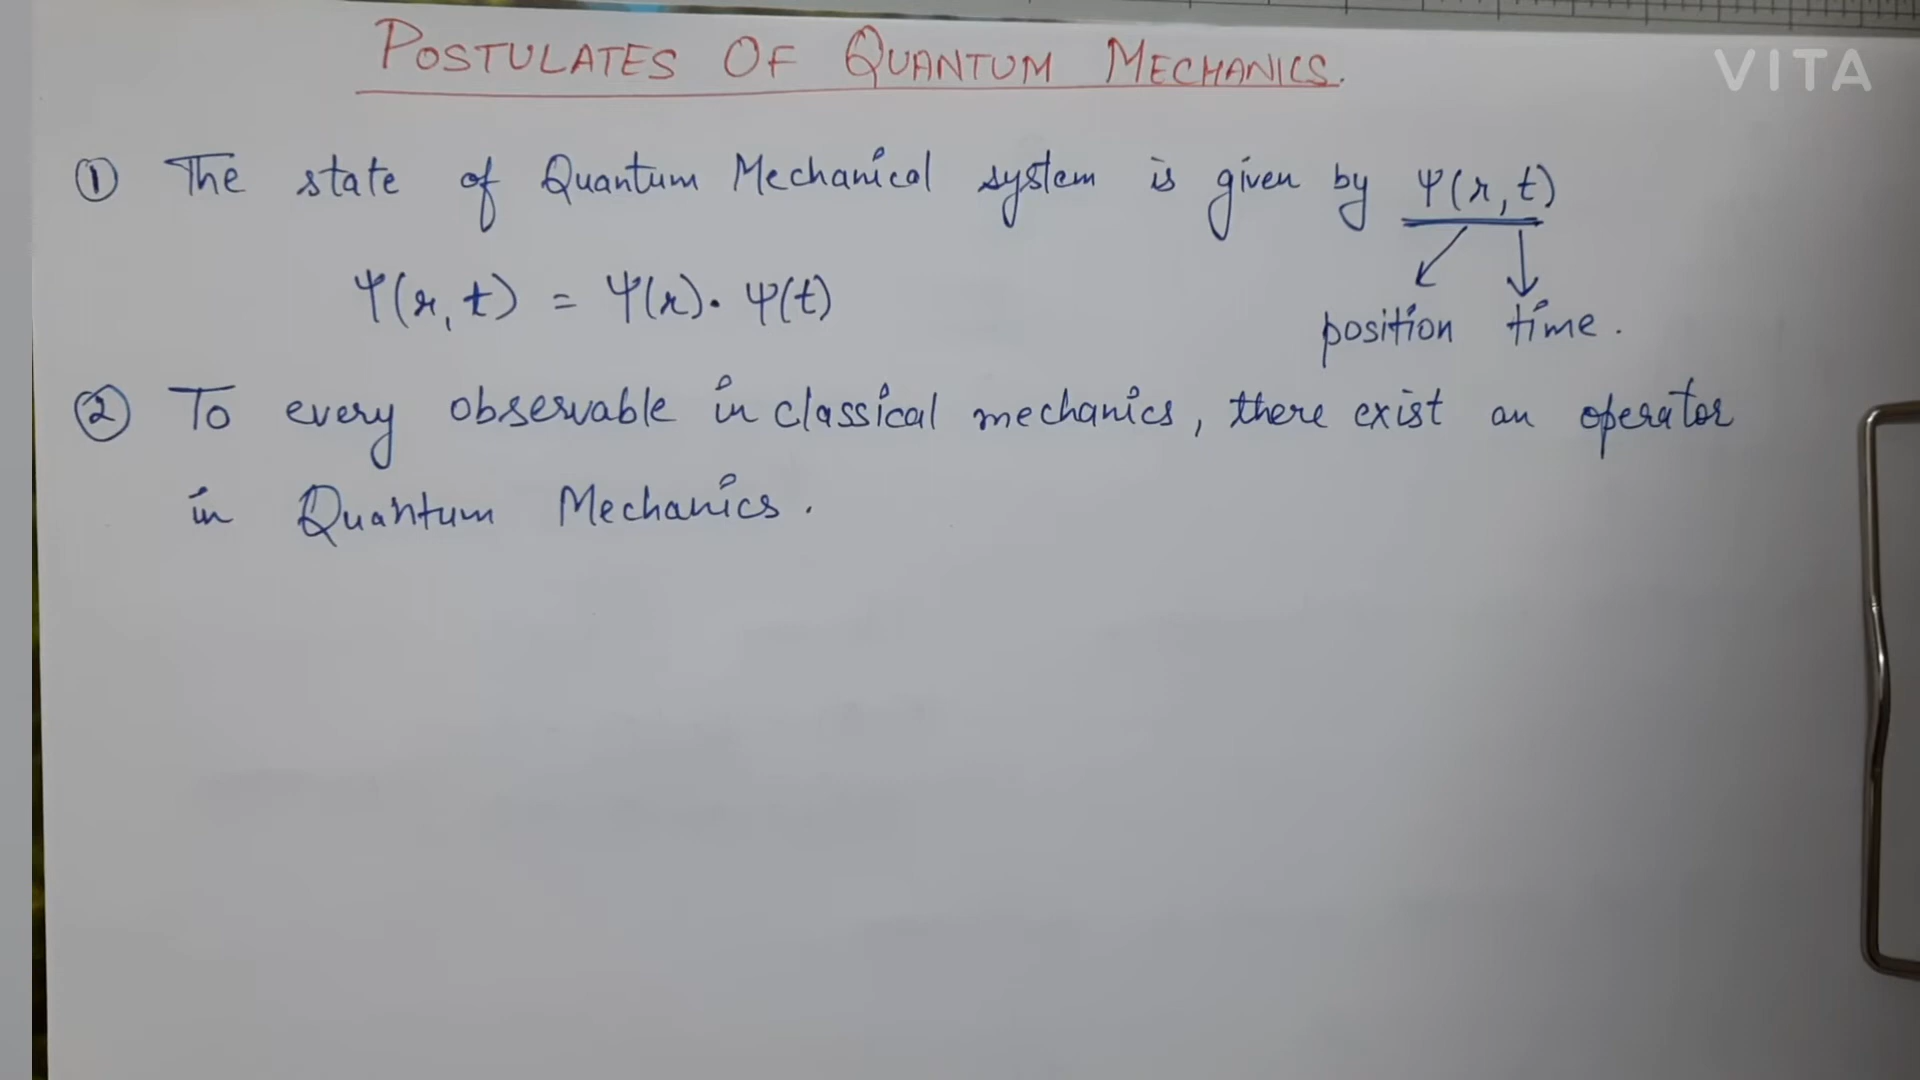 POSTULATES OF QUANTUM MECHANICS.
VITA
① The state of Quantum Mechanical system is given by Ψ(r, t)
Ψ(r, t) = Ψ(r). Ψ(t)
position time.
② To every observable in classical mechanics, there exist an operator
in Quantum Mechanics.